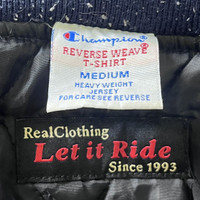 Champion
REVERSE WEAVE®
T-SHIRT
MEDIUM
HEAVY WEIGHT
JERSEY
FOR CARE SEE REVERSE
RealClothing
Let it Ride
Since 1993